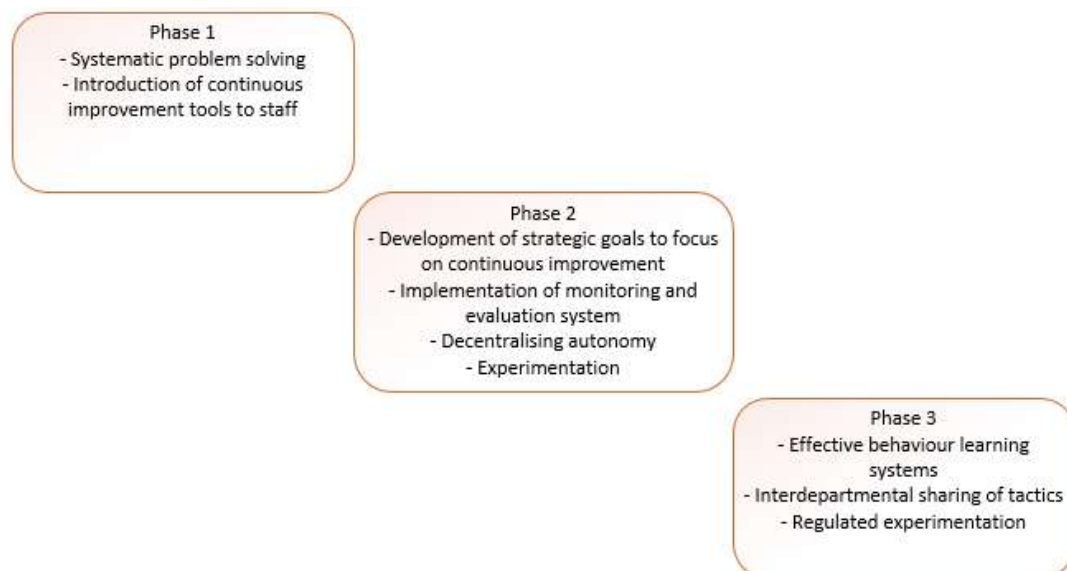 Phase 1
- Systematic problem solving
- Introduction of continuous
improvement tools to staff
Phase 2
- Development of strategic goals to focus
on continuous improvement
- Implementation of monitoring and
evaluation system
- Decentralising autonomy
- Experimentation
Phase 3
- Effective behaviour learning
systems
- Interdepartmental sharing of tactics
- Regulated experimentation